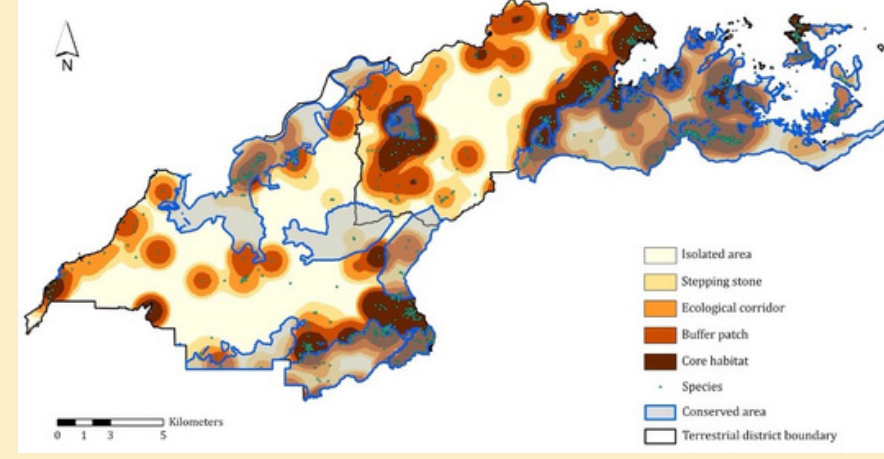 N
Isolated area
Stepping stone
Ecological corridor
Buffer patch
Core habitat
Species
Conserved area
Terrestrial district boundary
Kilometers
0 1 3 5